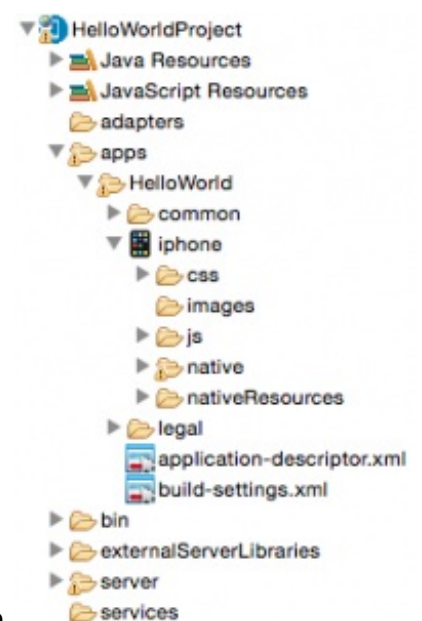 HelloWorldProject
Java Resources
JavaScript Resources
adapters
apps
HelloWorld
common
iphone
css
images
js
native
nativeResources
legal
application-descriptor.xml
build-settings.xml
bin
externalServerLibraries
server
services